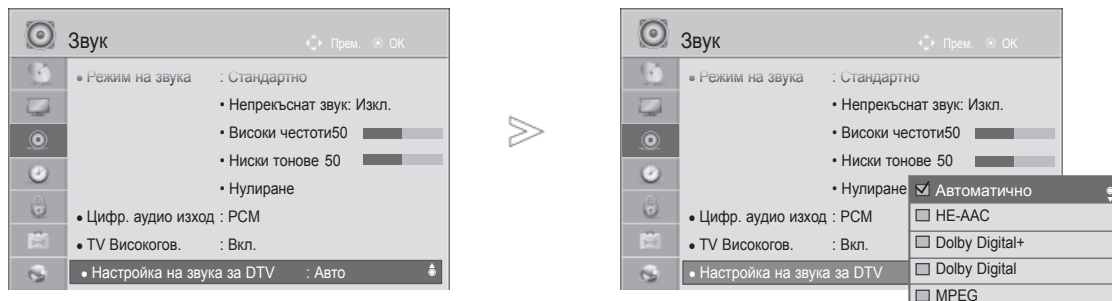 Звук
Прем. OK
• Режим на звука : Стандартно
• Непрекъснат звук: Изкл.
• Високи честоти50
• Ниски тонове 50
• Нулиране
• Цифр. аудио изход : PCM
• TV Високогов. : Вкл.
• Настройка на звука за DTV : Авто
Звук
Прем. OK
• Режим на звука : Стандартно
• Непрекъснат звук: Изкл.
• Високи честоти50
• Ниски тонове 50
• Нулиране
• Цифр. аудио изход : PCM
• TV Високогов. : Вкл.
• Настройка на звука за DTV
Автоматично
HE-AAC
Dolby Digital+
Dolby Digital
MPEG